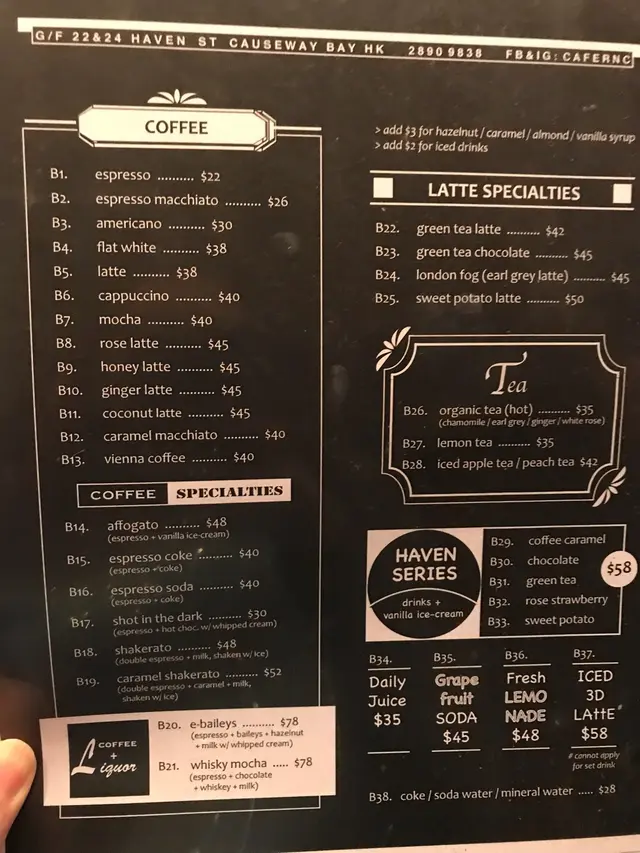 G/F 22&24 HAVEN ST CAUSEWAY BAY HK 2890 9838 FB&IG: CAFERNC
COFFEE
B1. espresso .......... $22
B2. espresso macchiato .......... $26
B3. americano .......... $30
B4. flat white .......... $38
B5. latte .......... $38
B6. cappuccino .......... $40
B7. mocha .......... $40
B8. rose latte .......... $45
B9. honey latte .......... $45
B10. ginger latte .......... $45
B11. coconut latte .......... $45
B12. caramel macchiato .......... $40
B13. vienna coffee .......... $40
COFFEE SPECIALTIES
B14. affogato .......... $48
(espresso + vanilla ice-cream)
B15. espresso coke .......... $40
(espresso + coke)
B16. espresso soda .......... $40
(espresso + coke)
B17. shot in the dark .......... $30
(espresso + hot choc. w/ whipped cream)
B18. shakerato .......... $48
(double espresso + milk, shaken w/ ice)
B19. caramel shakerato .......... $52
(double espresso + caramel + milk,
shaken w/ ice)
COFFEE
+
Liquor
B20. e-baileys .......... $78
(espresso + baileys + hazelnut
+ milk w/ whipped cream)
B21. whisky mocha ..... $78
(espresso + chocolate
+ whiskey + milk)
> add $3 for hazelnut / caramel / almond / vanilla syrup
> add $2 for iced drinks
LATTE SPECIALTIES
B22. green tea latte .......... $42
B23. green tea chocolate .......... $45
B24. london fog (earl grey latte) .......... $45
B25. sweet potato latte .......... $50
Tea
B26. organic tea (hot) .......... $35
(chamomile / earl grey / ginger / white rose)
B27. lemon tea .......... $35
B28. iced apple tea / peach tea $42
HAVEN
SERIES
drinks +
vanilla ice-cream
B29. coffee caramel
B30. chocolate
B31. green tea
B32. rose strawberry
B33. sweet potato
$58
B34.
Daily
Juice
$35
B35.
Grape
fruit
SODA
$45
B36.
Fresh
LEMO
NADE
$48
B37.
ICED
3D
LAttE
$58
# cannot apply
for set drink
B38. coke / soda water / mineral water ..... $28